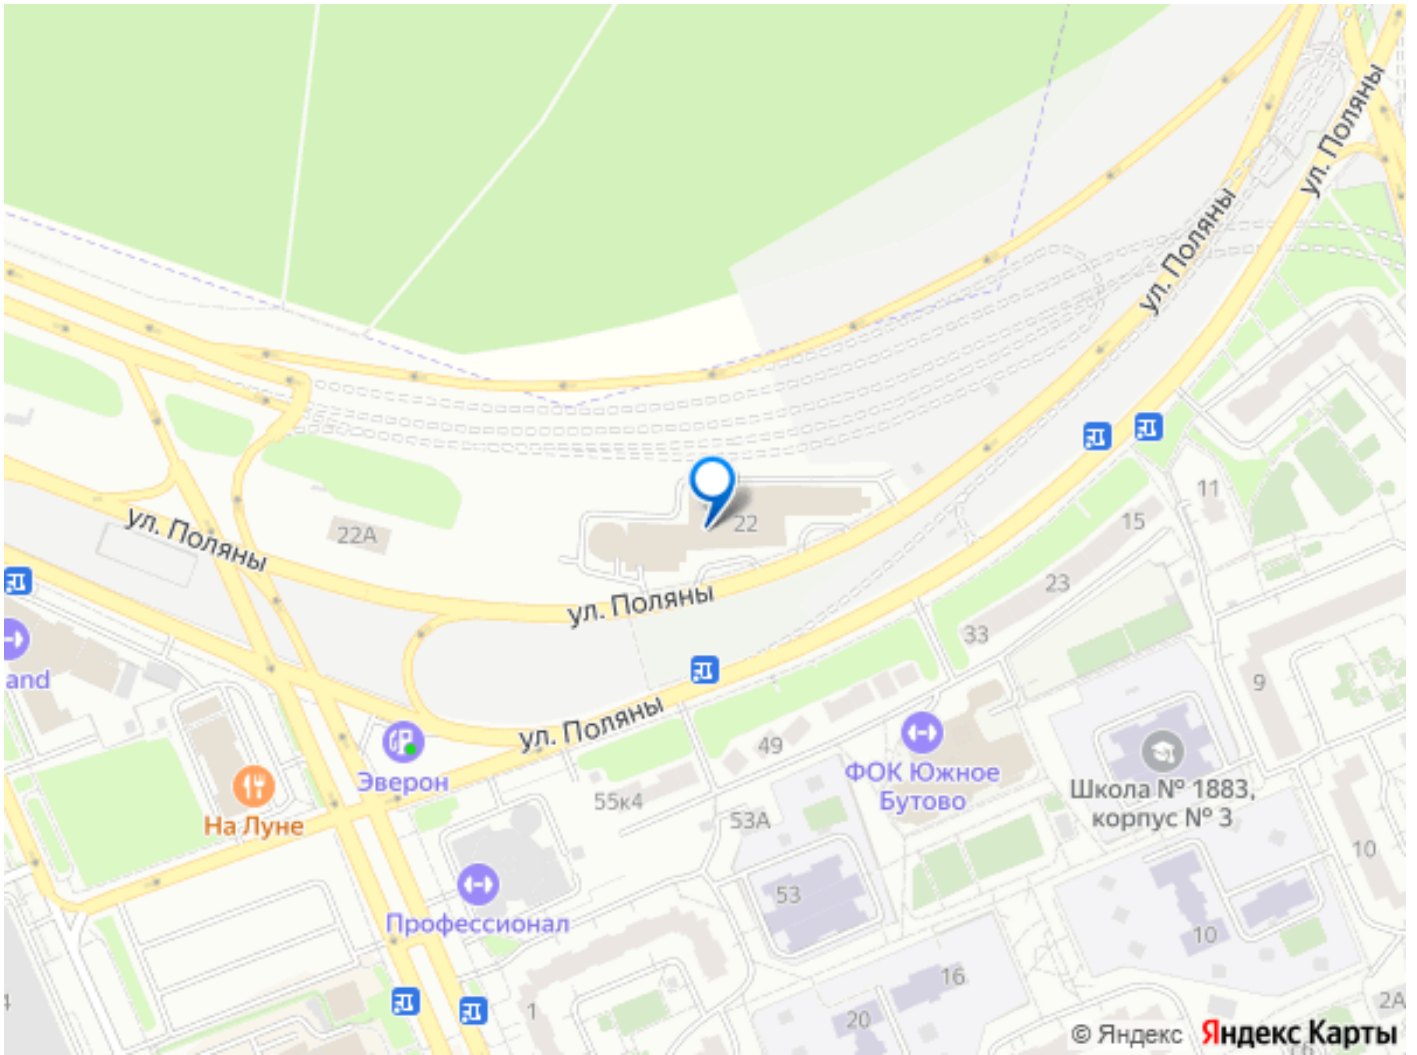 ул. Поляны
ул. Поляны
11
15
22
22А
ул. Поляны
23
ул. Поляны
33
and
9
ул. Поляны
49
Эверон
ФОК Южное
Бутово
Школа № 1883,
корпус № 3
55к4
53А
На Луне
10
53
Профессионал
10
16
1
20
2А
4
© Яндекс Яндекс Карты